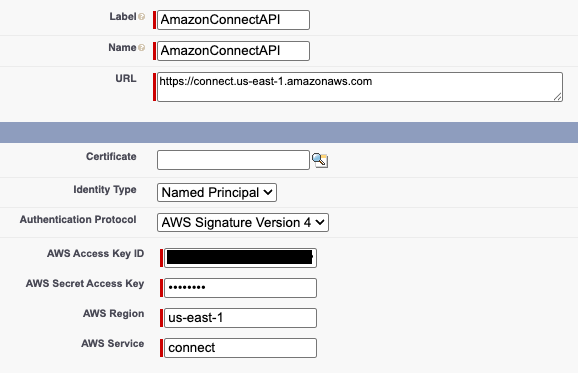 Label AmazonConnectAPI
Name AmazonConnectAPI
URL https://connect.us-east-1.amazonaws.com
Certificate
Identity Type Named Principal
Authentication Protocol AWS Signature Version 4
AWS Access Key ID
AWS Secret Access Key ••••••••
AWS Region us-east-1
AWS Service connect